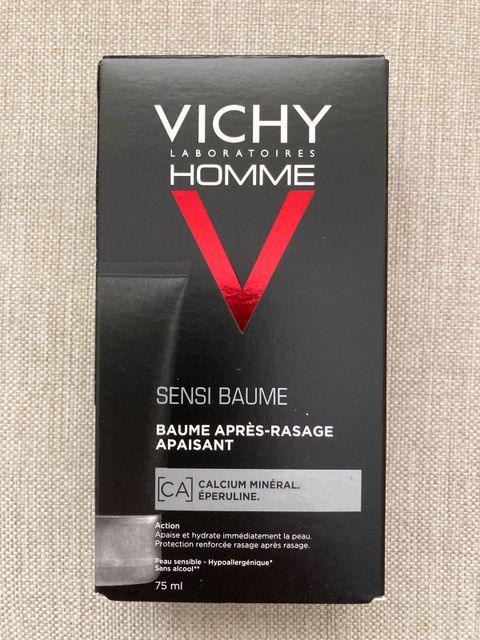 VICHY
LABORATOIRES
HOMME
SENSI BAUME
BAUME APRÈS-RASAGE
APAISANT
[CA] CALCIUM MINÉRAL.
ÉPERULINE.
Action
Apaise et hydrate immédiatement la peau.
Protection renforcée rasage après rasage.
Peau sensible - Hypoallergénique*
Sans alcool**
75 ml